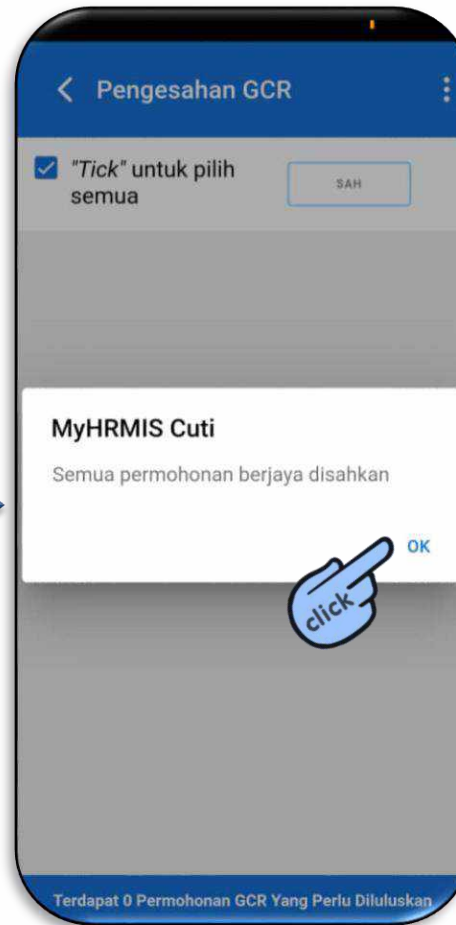 Pengesahan GCR
"Tick" untuk pilih
semua
SAH
MyHRMIS Cuti
Semua permohonan berjaya disahkan
OK
click
Terdapat 0 Permohonan GCR Yang Perlu Diluluskan